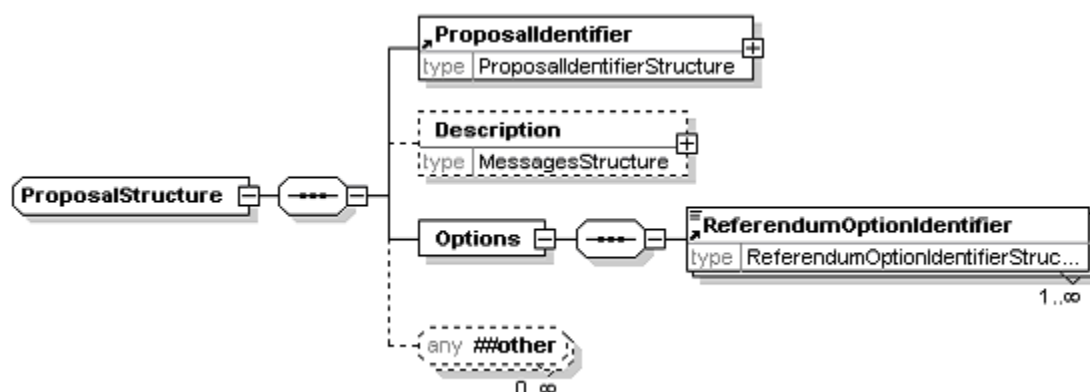 ProposalIdentifier
type ProposalIdentifierStructure
Description
type MessagesStructure
ProposalStructure
Options
ReferendumOptionIdentifier
type ReferendumOptionIdentifierStruc...
1..∞
any ##other
0..∞